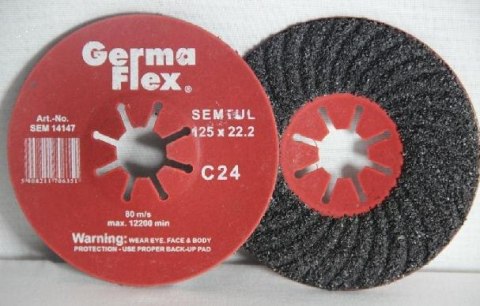 Germa
Flex®
Art.-No.
SEM 14147
SEMFUL
125 x 22.2
C24
80 m/s
max. 12200 min
Warning: WEAR EYE, FACE & BODY
PROTECTION - USE PROPER BACK-UP PAD